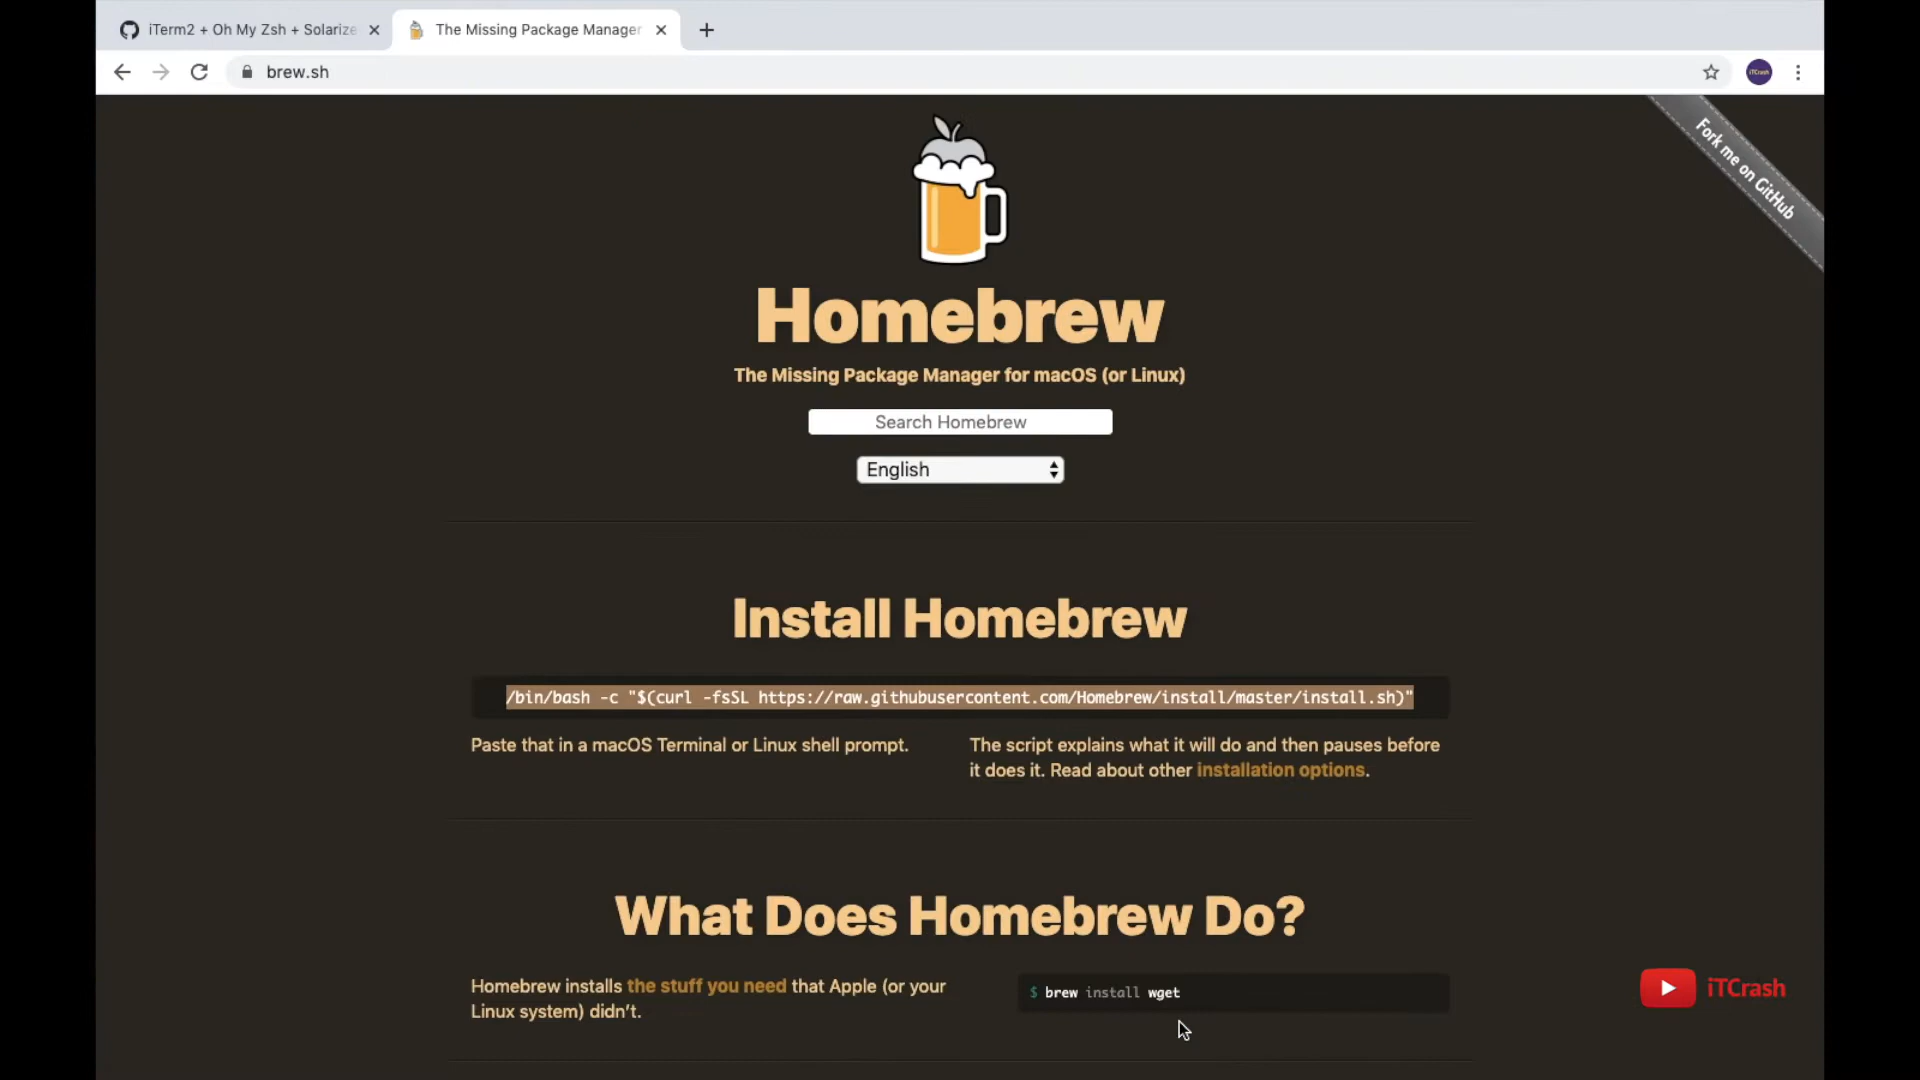 iTerm2 + Oh My Zsh + Solarize
The Missing Package Manager
brew.sh
iTCrash
Fork me on GitHub
Homebrew
The Missing Package Manager for macOS (or Linux)
Search Homebrew
English
Install Homebrew
/bin/bash -c "$(curl -fsSL https://raw.githubusercontent.com/Homebrew/install/master/install.sh)"
Paste that in a macOS Terminal or Linux shell prompt.
The script explains what it will do and then pauses before
it does it. Read about other installation options.
What Does Homebrew Do?
Homebrew installs the stuff you need that Apple (or your
Linux system) didn’t.
$ brew install wget
iTCrash